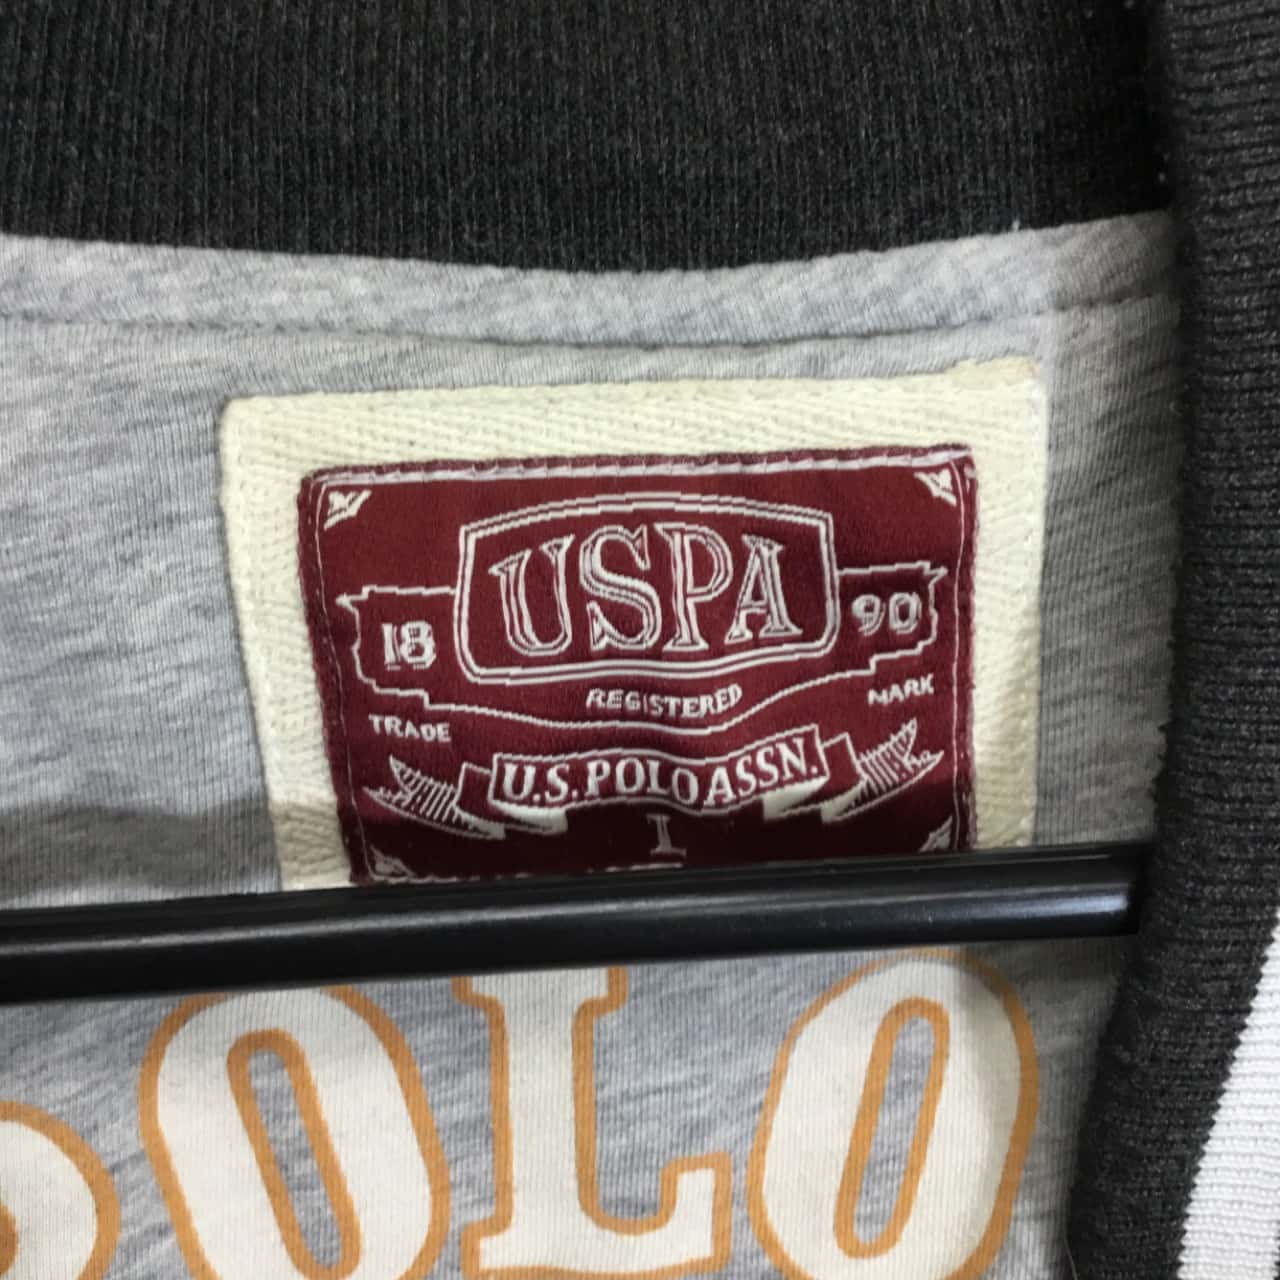 USPA
18 90
REGISTERED
TRADE MARK
U.S. POLO ASSN.
OLO